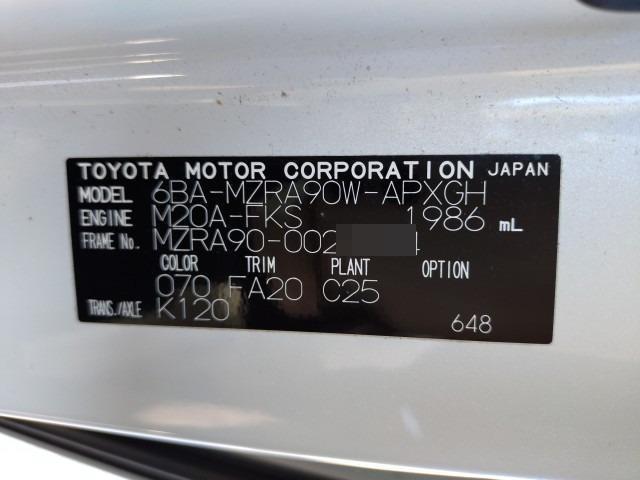 TOYOTA MOTOR CORPORATION JAPAN
MODEL 6BA-MZRA90W-APXGH
ENGINE M20A-FKS 1986 mL
FRAME No. MZRA90-002 4
COLOR TRIM PLANT OPTION
070 FA20 C25
TRANS./AXLE K120
648